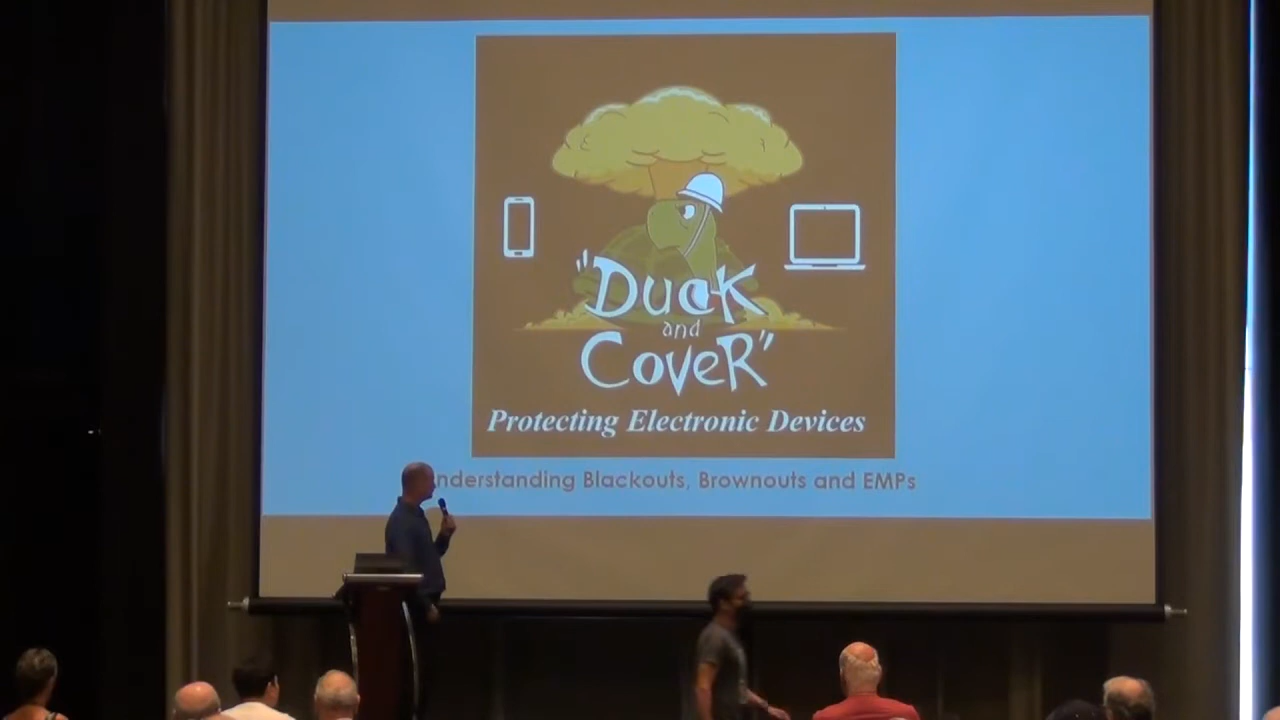 "Duck
and
Cover"
Protecting Electronic Devices
nderstanding Blackouts, Brownouts and EMPs